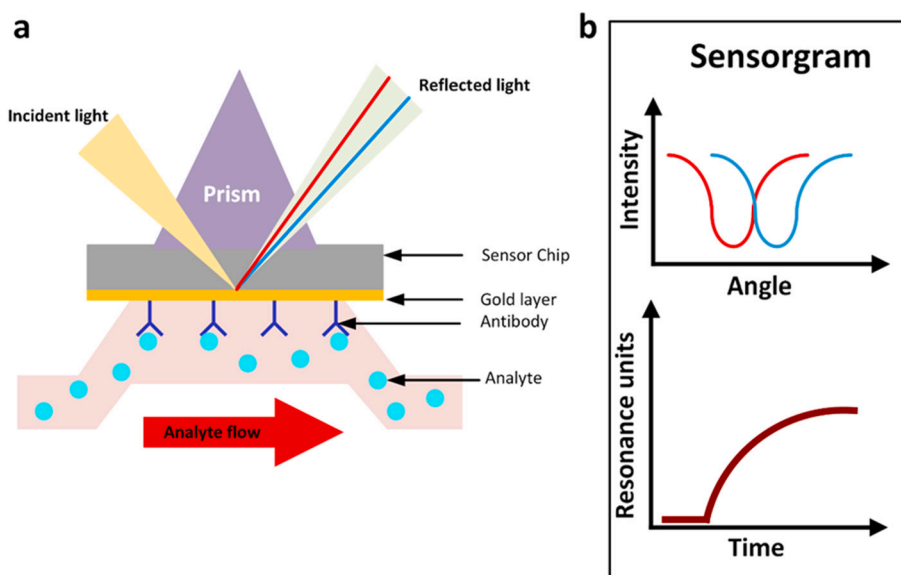 a
Incident light
Reflected light
Prism
Sensor Chip
Gold layer
Antibody
Analyte
Analyte flow
b
Sensorgram
Intensity
Angle
Resonance units
Time